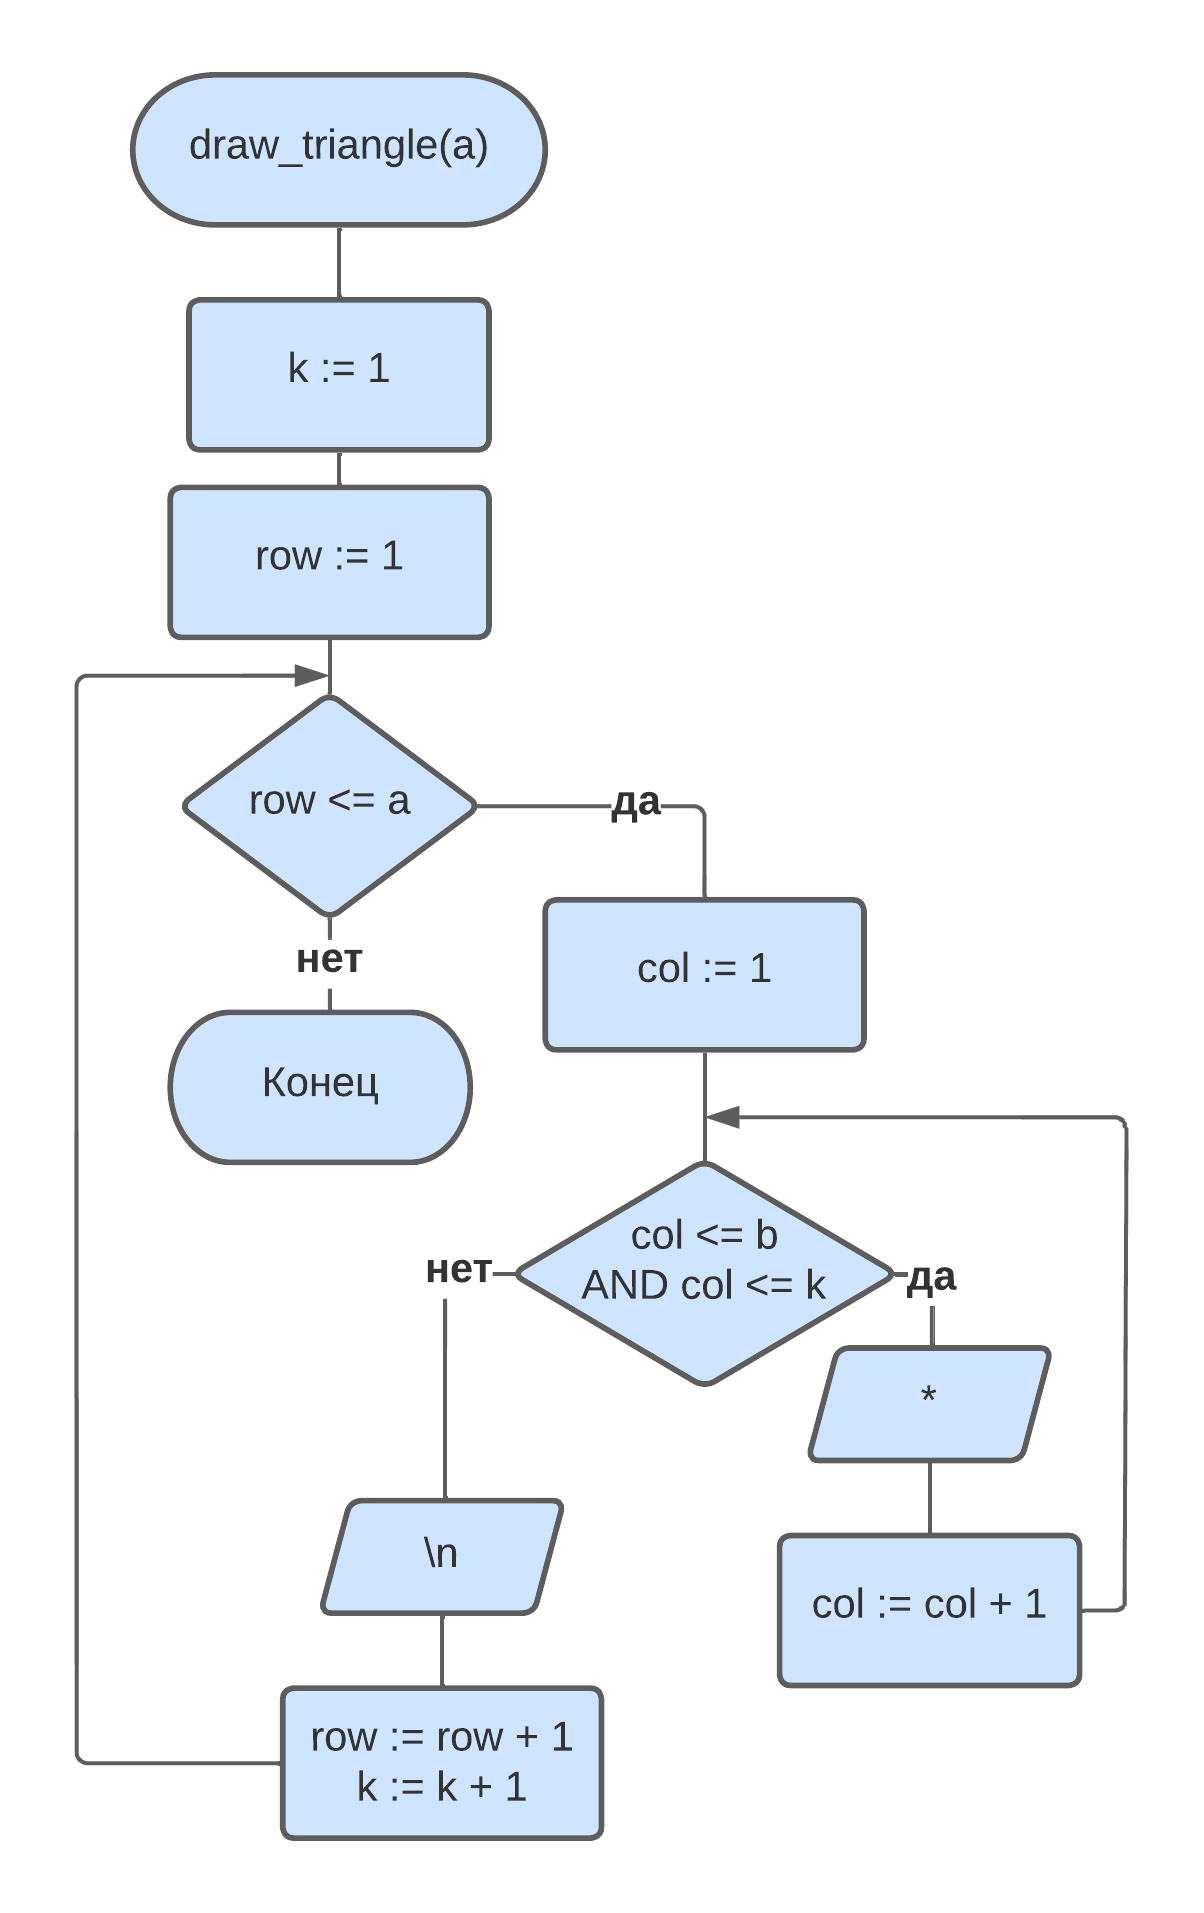 draw_triangle(a)
k := 1
row := 1
row <= a
да
нет
Конец
col := 1
col <= b
AND col <= k
нет
да
*
col := col + 1
\n
row := row + 1
k := k + 1